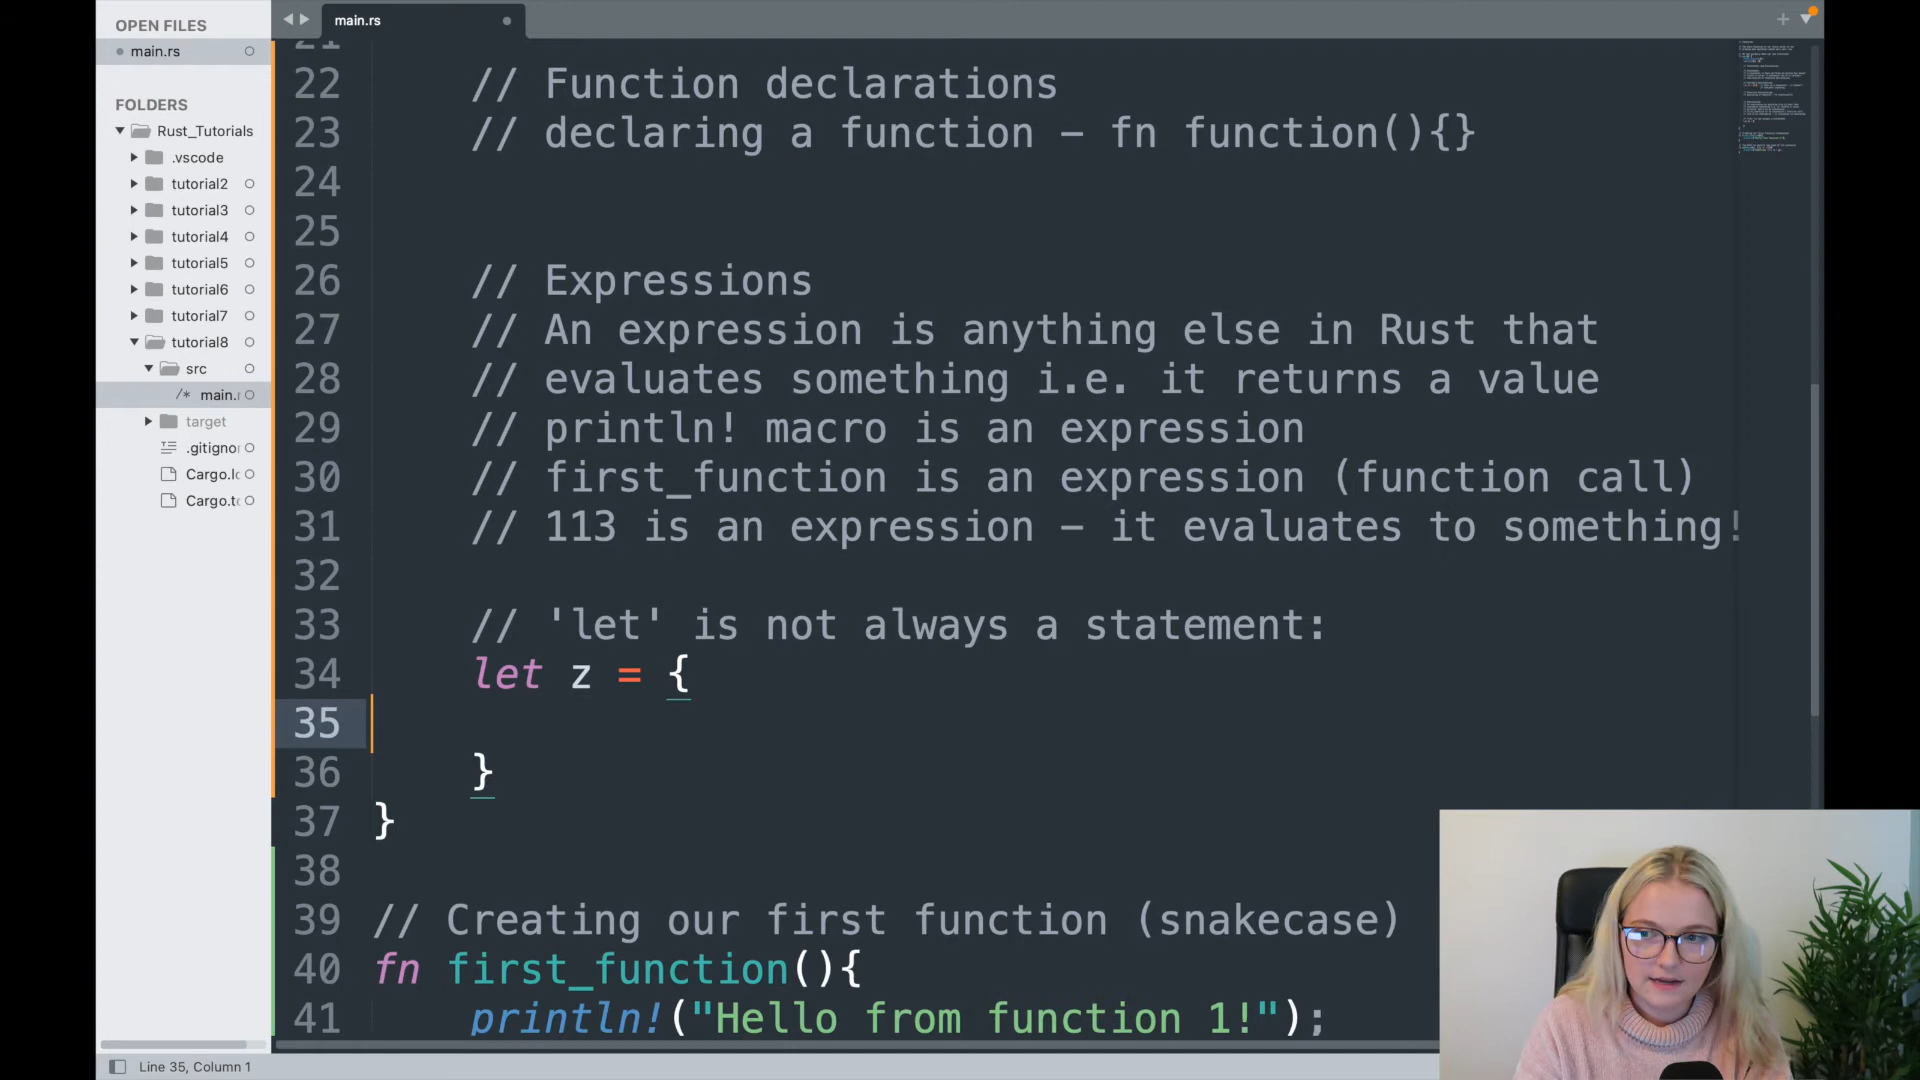 OPEN FILES
main.rs
FOLDERS
Rust_Tutorials
.vscode
tutorial2
tutorial3
tutorial4
tutorial5
tutorial6
tutorial7
tutorial8
src
/* main.r
target
.gitigno
Cargo.lo
Cargo.to
main.rs
21
22 // Function declarations
23 // declaring a function – fn function(){}
24
25
26 // Expressions
27 // An expression is anything else in Rust that
28 // evaluates something i.e. it returns a value
29 // println! macro is an expression
30 // first_function is an expression (function call)
31 // 113 is an expression – it evaluates to something!
32
33 // 'let' is not always a statement:
34 let z = {
35
36 }
37 }
38
39 // Creating our first function (snakecase)
40 fn first_function(){
41 println!("Hello from function 1!");
Line 35, Column 1